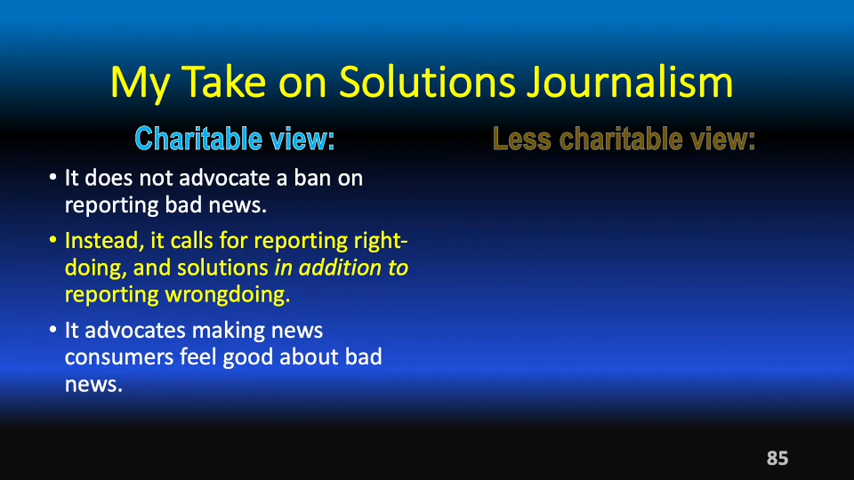 My Take on Solutions Journalism
Charitable view:
• It does not advocate a ban on
reporting bad news.
• Instead, it calls for reporting right-
doing, and solutions in addition to
reporting wrongdoing.
• It advocates making news
consumers feel good about bad
news.
Less charitable view:
85